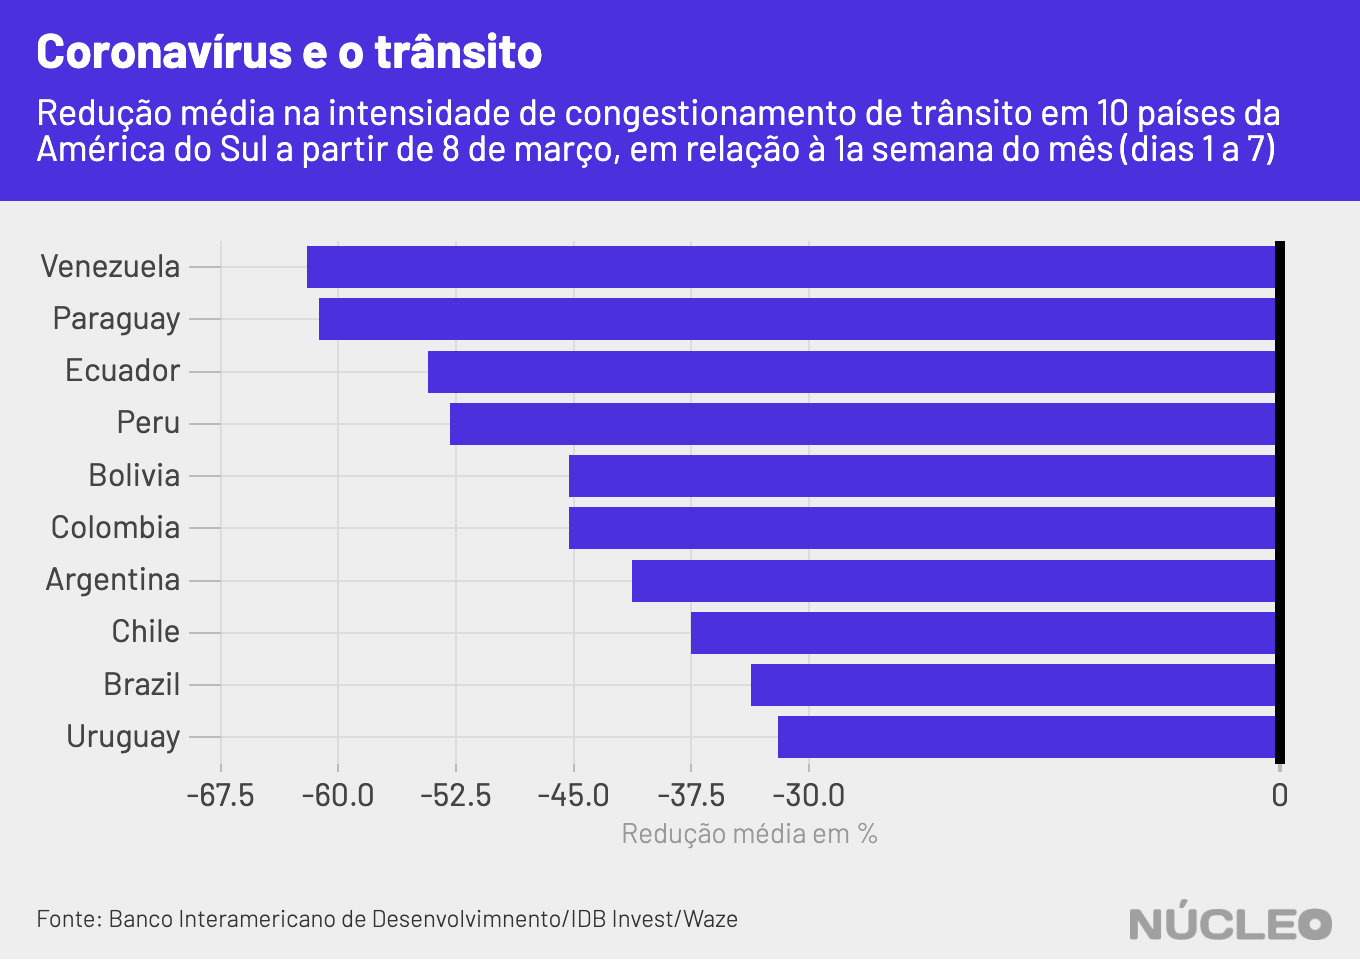 Coronavírus e o trânsito
Redução média na intensidade de congestionamento de trânsito em 10 países da
América do Sul a partir de 8 de março, em relação à 1a semana do mês (dias 1 a 7)
Venezuela
Paraguay
Ecuador
Peru
Bolivia
Colombia
Argentina
Chile
Brazil
Uruguay
-67.5 -60.0 -52.5 -45.0 -37.5 -30.0 0
Redução média em %
Fonte: Banco Interamericano de Desenvolvimnento/IDB Invest/Waze
NÚCLEO